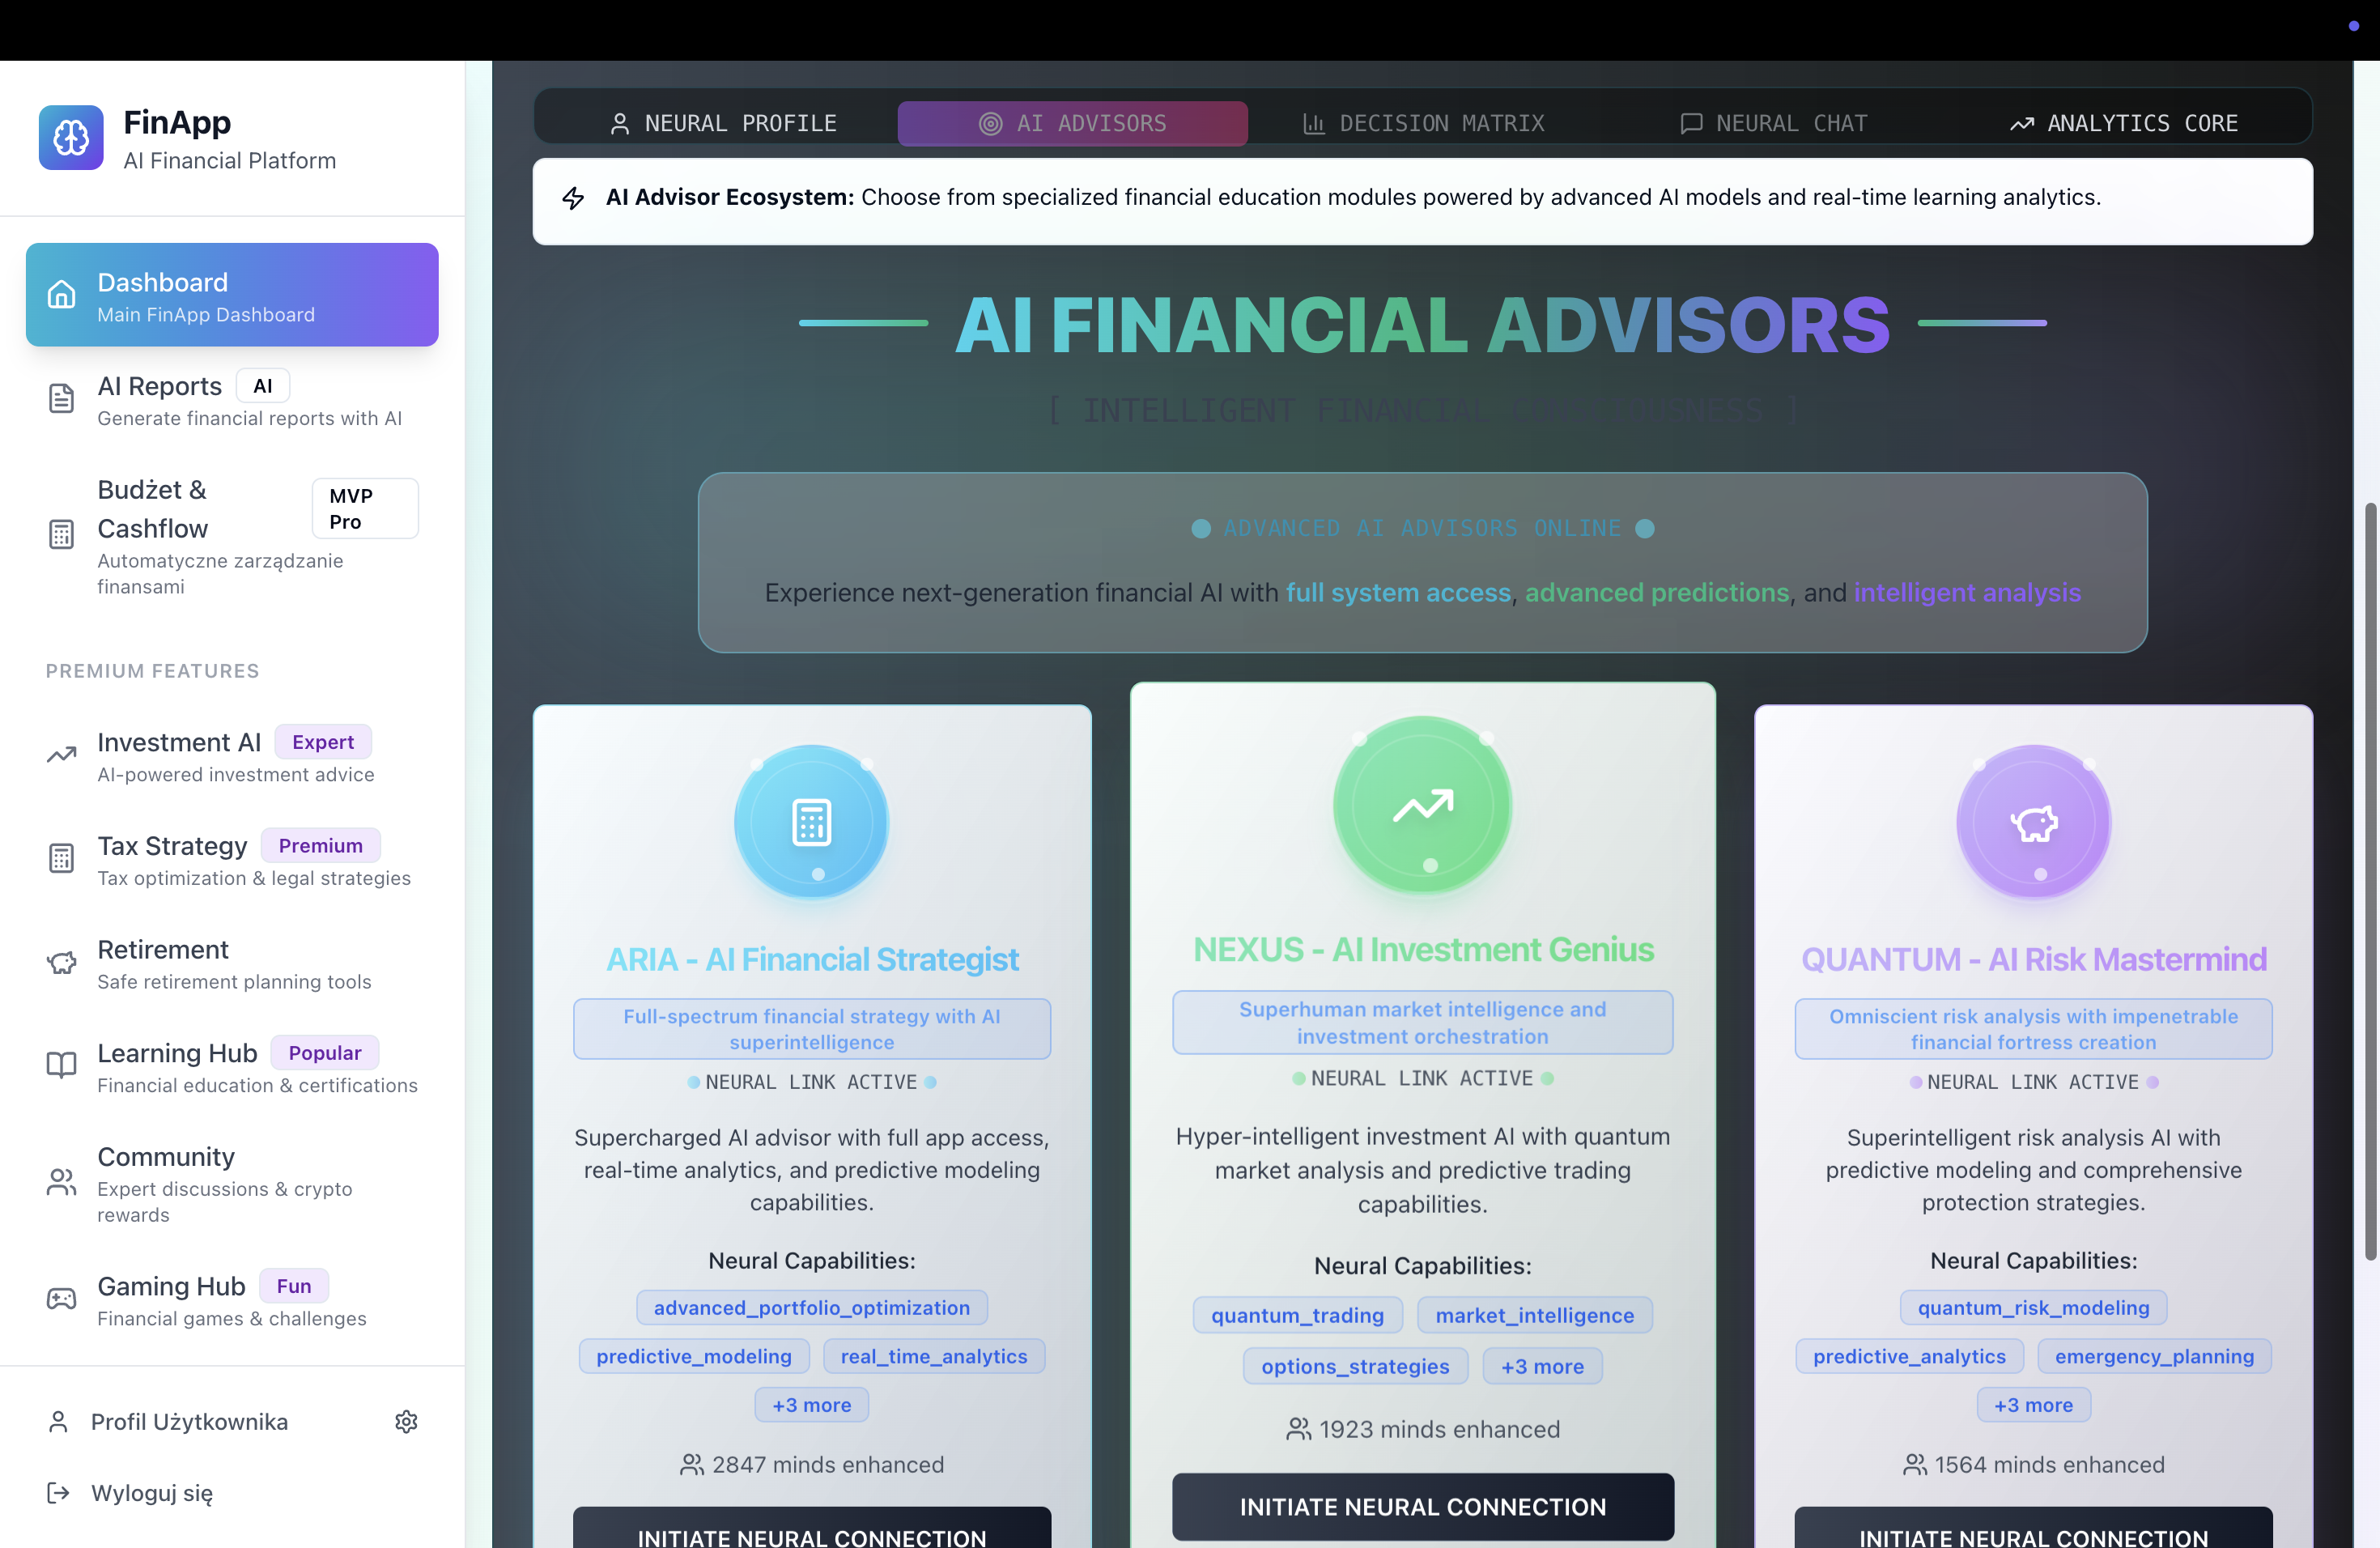 FinApp
AI Financial Platform
Dashboard
Main FinApp Dashboard
AI Reports AI
Generate financial reports with AI
Budżet &
Cashflow
MVP
Pro
Automatyczne zarządzanie
finansami
PREMIUM FEATURES
Investment AI Expert
AI-powered investment advice
Tax Strategy Premium
Tax optimization & legal strategies
Retirement
Safe retirement planning tools
Learning Hub Popular
Financial education & certifications
Community
Expert discussions & crypto
rewards
Gaming Hub Fun
Financial games & challenges
Profil Użytkownika
Wyloguj się
NEURAL PROFILE AI ADVISORS DECISION MATRIX NEURAL CHAT ANALYTICS CORE
AI Advisor Ecosystem: Choose from specialized financial education modules powered by advanced AI models and real-time learning analytics.
AI FINANCIAL ADVISORS
[ INTELLIGENT FINANCIAL CONSCIOUSNESS ]
ADVANCED AI ADVISORS ONLINE
Experience next-generation financial AI with full system access, advanced predictions, and intelligent analysis
ARIA - AI Financial Strategist
Full-spectrum financial strategy with AI
superintelligence
NEURAL LINK ACTIVE
Supercharged AI advisor with full app access,
real-time analytics, and predictive modeling
capabilities.
Neural Capabilities:
advanced_portfolio_optimization
predictive_modeling real_time_analytics
+3 more
2847 minds enhanced
INITIATE NEURAL CONNECTION
NEXUS - AI Investment Genius
Superhuman market intelligence and
investment orchestration
NEURAL LINK ACTIVE
Hyper-intelligent investment AI with quantum
market analysis and predictive trading
capabilities.
Neural Capabilities:
quantum_trading market_intelligence
options_strategies +3 more
1923 minds enhanced
INITIATE NEURAL CONNECTION
QUANTUM - AI Risk Mastermind
Omniscient risk analysis with impenetrable
financial fortress creation
NEURAL LINK ACTIVE
Superintelligent risk analysis AI with
predictive modeling and comprehensive
protection strategies.
Neural Capabilities:
quantum_risk_modeling
predictive_analytics emergency_planning
+3 more
1564 minds enhanced
INITIATE NEURAL CONNECTION